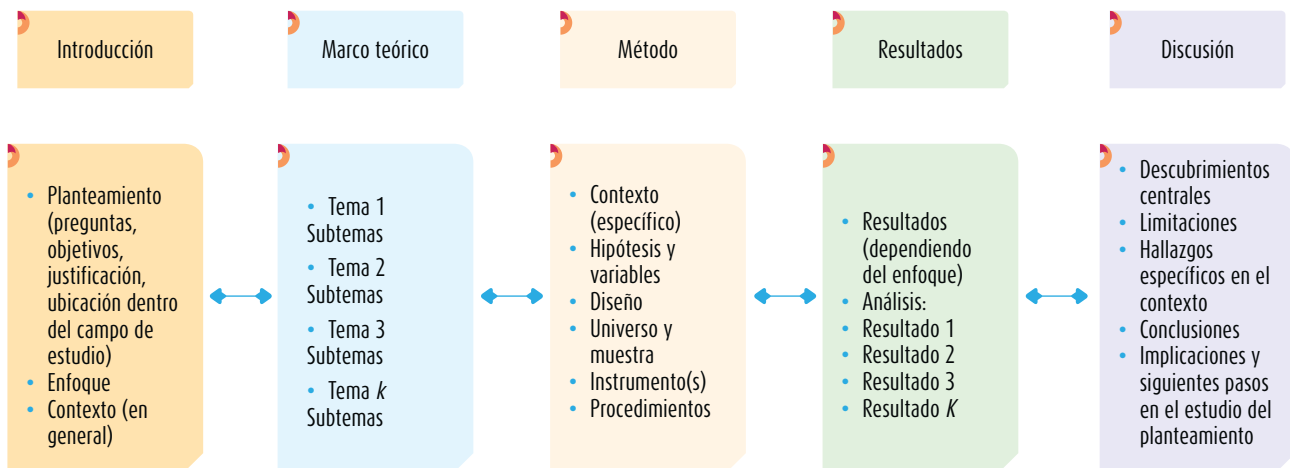 Introducción
Marco teórico
Método
Resultados
Discusión
• Planteamiento
(preguntas,
objetivos,
justificación,
ubicación dentro
del campo de
estudio)
• Enfoque
• Contexto (en
general)
• Tema 1
Subtemas
• Tema 2
Subtemas
• Tema 3
Subtemas
• Tema k
Subtemas
• Contexto
(específico)
• Hipótesis y
variables
• Diseño
• Universo y
muestra
• Instrumento(s)
• Procedimientos
• Resultados
(dependiendo
del enfoque)
• Análisis:
• Resultado 1
• Resultado 2
• Resultado 3
• Resultado K
• Descubrimientos
centrales
• Limitaciones
• Hallazgos
específicos en el
contexto
• Conclusiones
• Implicaciones y
siguientes pasos
en el estudio del
planteamiento